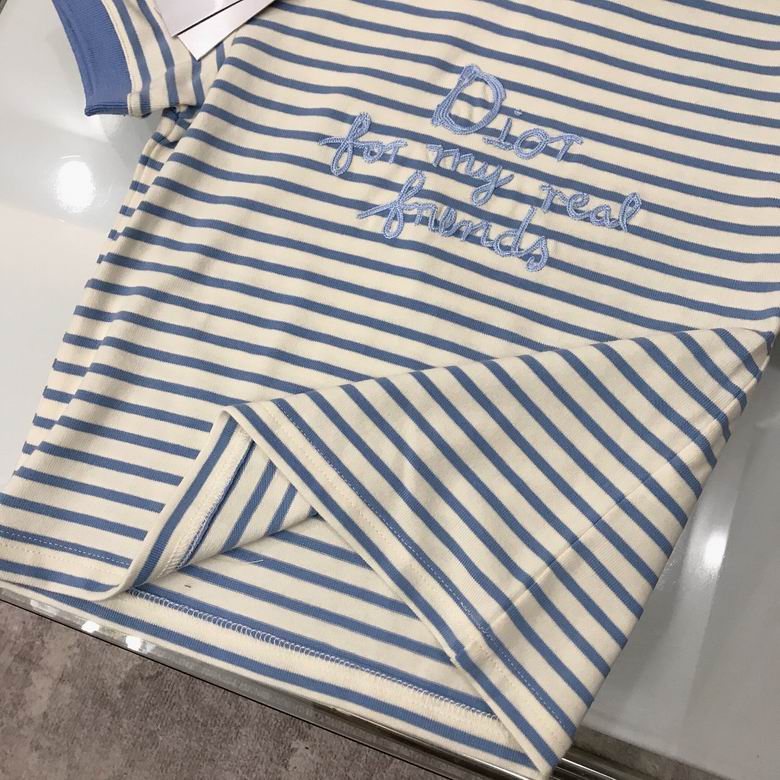 Dior
for my real
friends